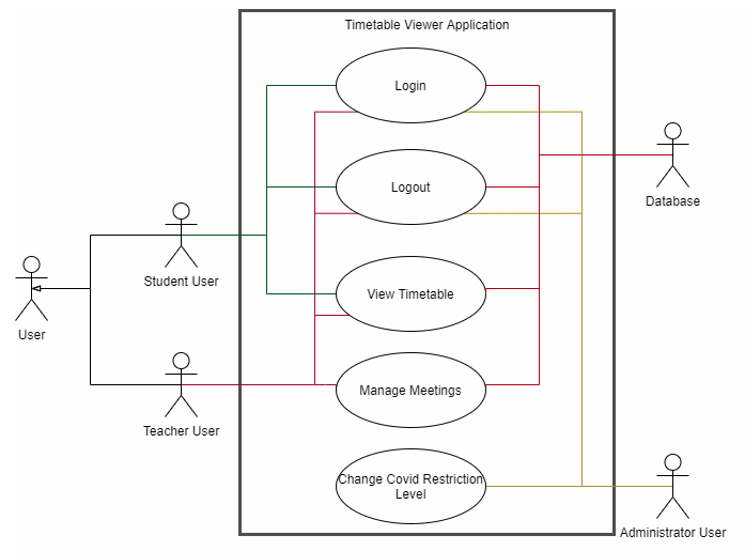 Timetable Viewer Application
Login
Logout
Database
Student User
View Timetable
User
Manage Meetings
Teacher User
Change Covid Restriction
Level
Administrator User